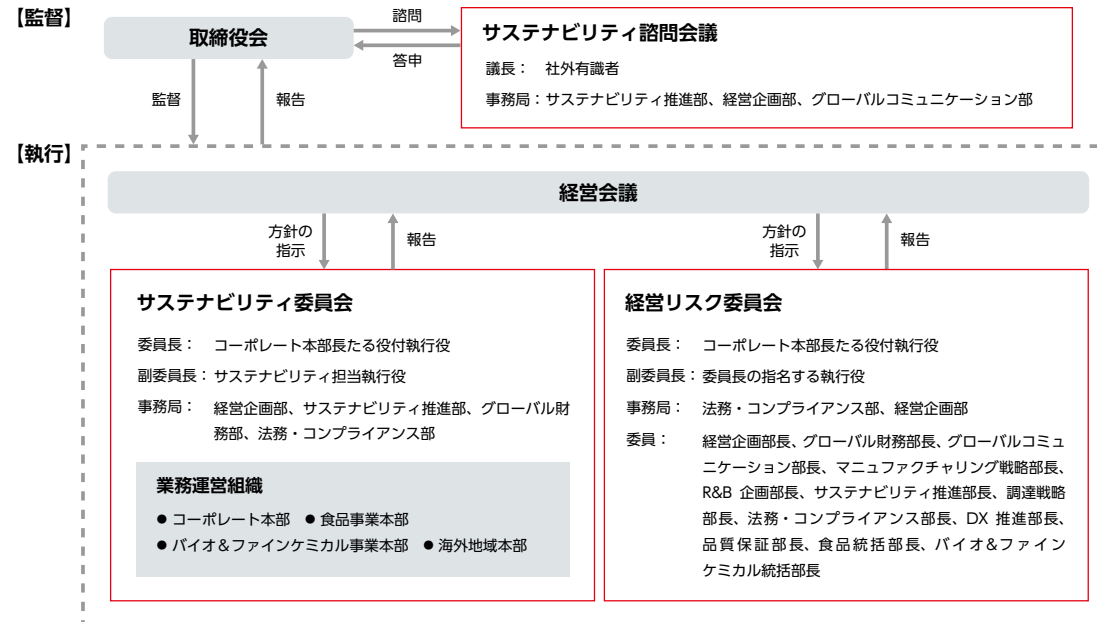 【監督】
取締役会
諮問
答申
サステナビリティ諮問会議
議長： 社外有識者
事務局：サステナビリティ推進部、経営企画部、グローバルコミュニケーション部
監督
報告
【執行】
経営会議
方針の
指示
報告
方針の
指示
報告
サステナビリティ委員会
委員長： コーポレート本部長たる役付執行役
副委員長：サステナビリティ担当執行役
事務局： 経営企画部、サステナビリティ推進部、グローバル財
務部、法務・コンプライアンス部
業務運営組織
● コーポレート本部 ● 食品事業本部
● バイオ＆ファインケミカル事業本部 ● 海外地域本部
経営リスク委員会
委員長： コーポレート本部長たる役付執行役
副委員長：委員長の指名する執行役
事務局： 法務・コンプライアンス部、経営企画部
委員： 経営企画部長、グローバル財務部長、グローバルコミュ
ニケーション部長、マニュファクチャリング戦略部長、
R&B 企画部長、サステナビリティ推進部長、調達戦略
部長、法務・コンプライアンス部長、DX 推進部長、
品質保証部長、食品統括部長、バイオ&ファイン
ケミカル統括部長